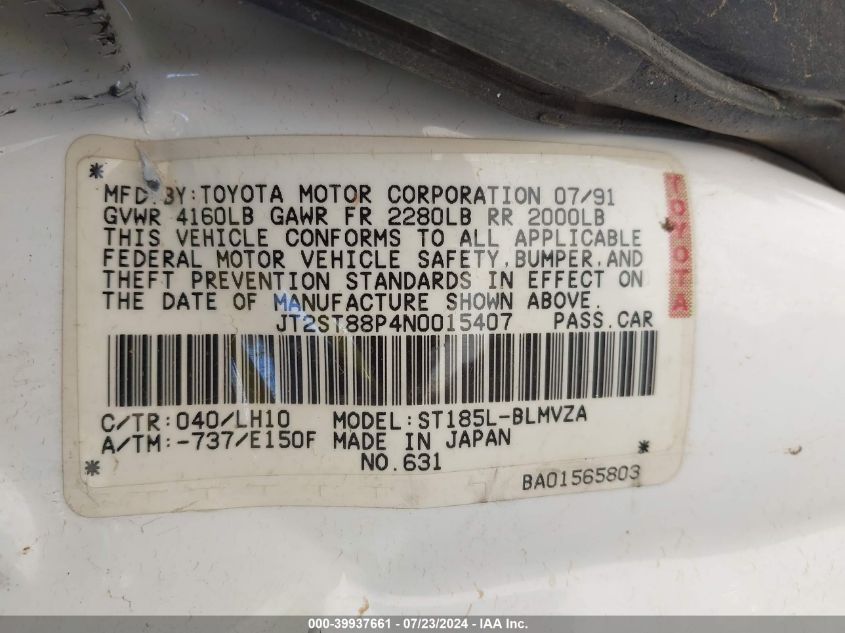 MFD.BY:TOYOTA MOTOR CORPORATION 07/91
GVWR 4160LB GAWR FR 2280LB RR 2000LB
THIS VEHICLE CONFORMS TO ALL APPLICABLE
FEDERAL MOTOR VEHICLE SAFETY,BUMPER,AND
THEFT PREVENTION STANDARDS IN EFFECT ON
THE DATE OF MANUFACTURE SHOWN ABOVE.
JT2ST88P4N0015407 PASS.CAR
C/TR:040/LH10 MODEL:ST185L-BLMVZA
A/TM:-737/E150F MADE IN JAPAN
NO.631
BA01565803
TOYOTA
000-39937661 - 07/23/2024 - IAA Inc.